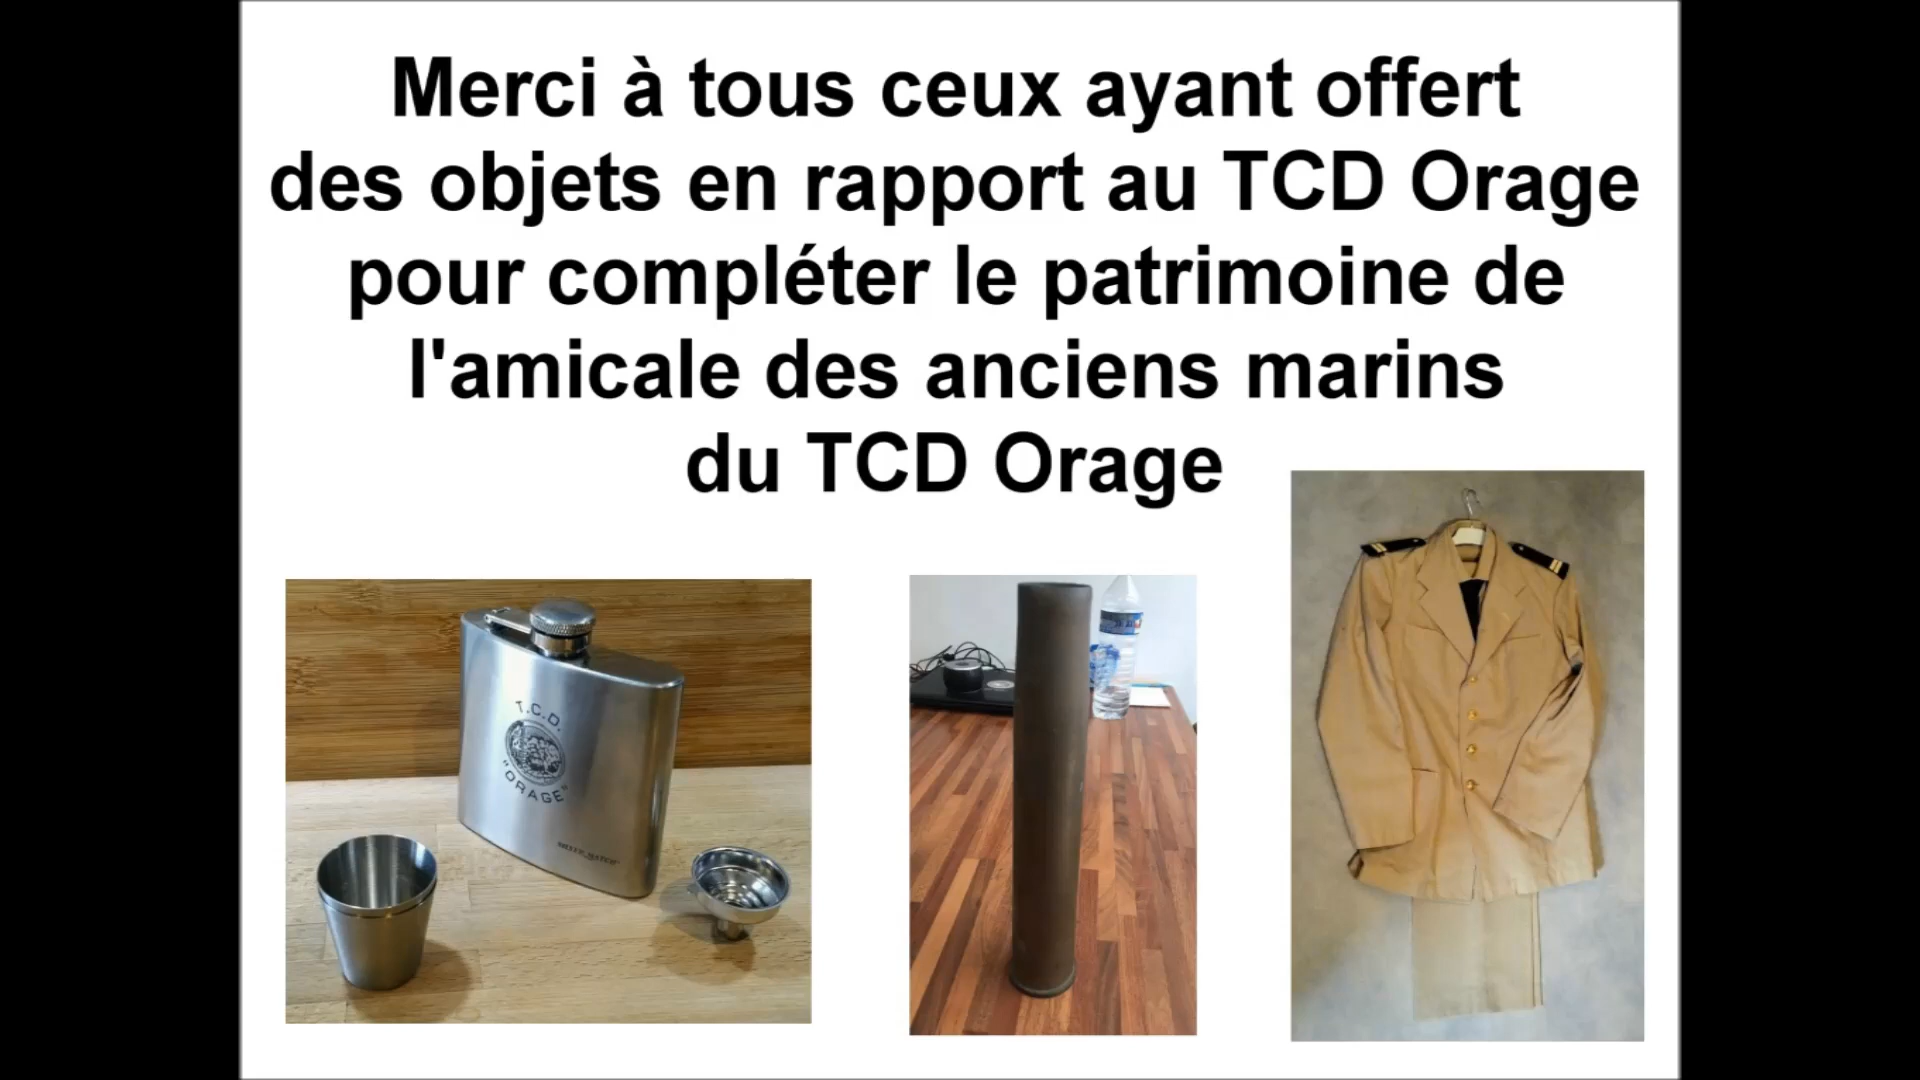 Merci à tous ceux ayant offert
des objets en rapport au TCD Orage
pour compléter le patrimoine de
l'amicale des anciens marins
du TCD Orage
T.C.D.
"ORAGE"